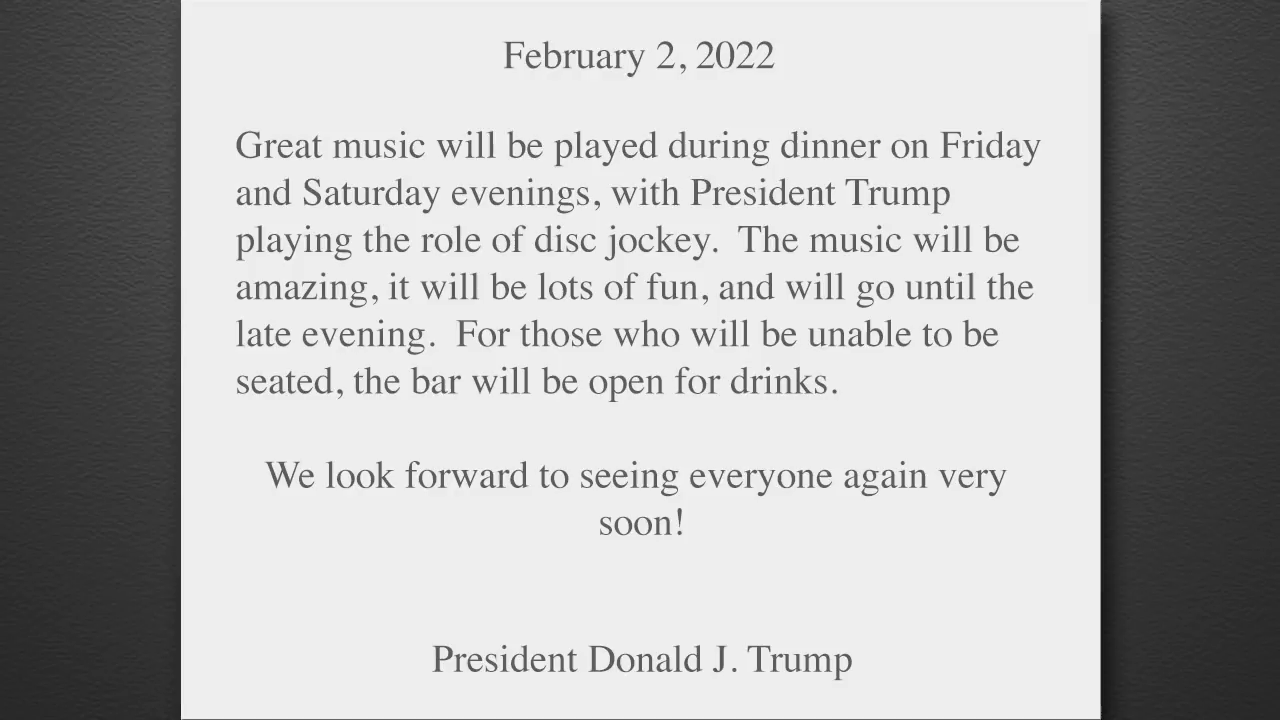 February 2, 2022
Great music will be played during dinner on Friday
and Saturday evenings, with President Trump
playing the role of disc jockey.  The music will be
amazing, it will be lots of fun, and will go until the
late evening.  For those who will be unable to be
seated, the bar will be open for drinks.
We look forward to seeing everyone again very
soon!
President Donald J. Trump